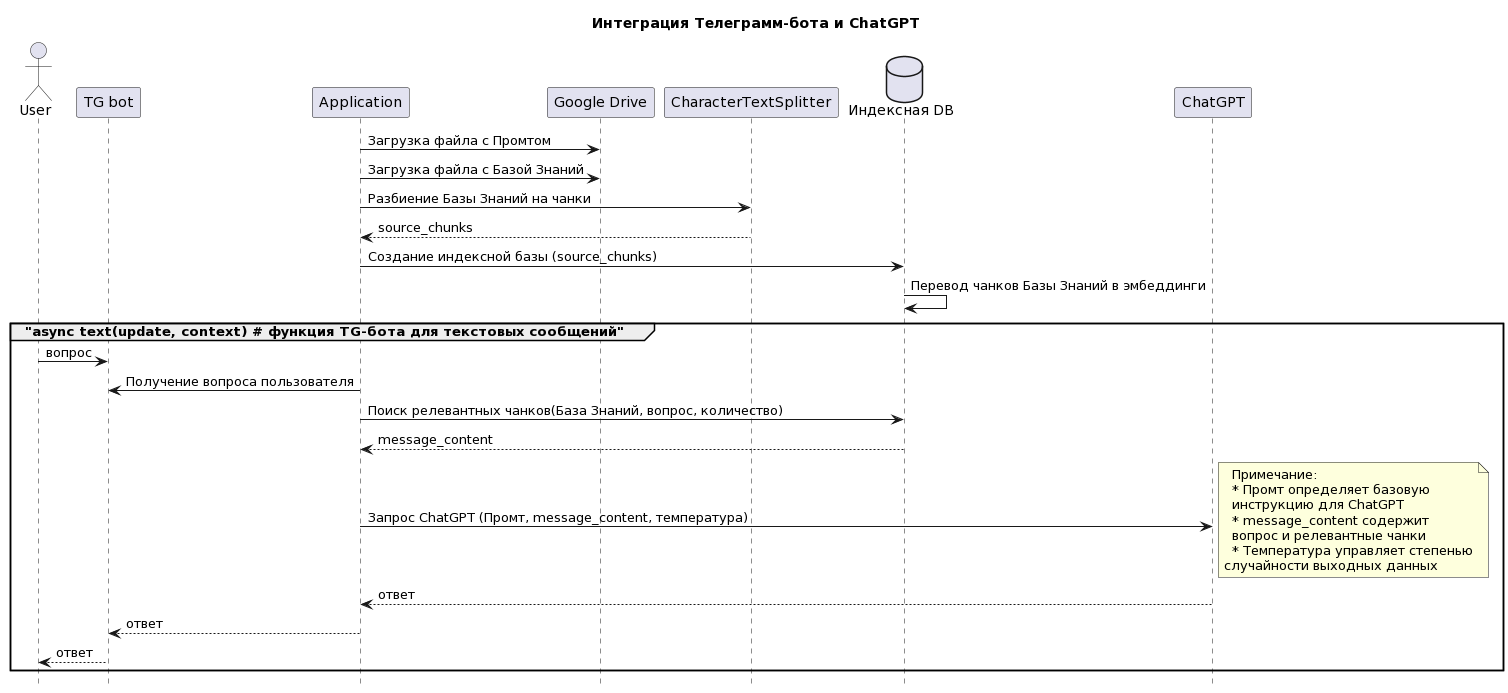 Интеграция Телеграмм-бота и ChatGPT
User
TG bot
Application
Google Drive
CharacterTextSplitter
Индексная DB
ChatGPT
Загрузка файла с Промтом
Загрузка файла с Базой Знаний
Разбиение Базы Знаний на чанки
source_chunks
Создание индексной базы (source_chunks)
Перевод чанков Базы Знаний в эмбеддинги
"async text(update, context) # функция TG-бота для текстовых сообщений"
вопрос
Получение вопроса пользователя
Поиск релевантных чанков(База Знаний, вопрос, количество)
message_content
Запрос ChatGPT (Промт, message_content, температура)
Примечание:
* Промт определяет базовую
инструкцию для ChatGPT
* message_content содержит
вопрос и релевантные чанки
* Температура управляет степенью
случайности выходных данных
ответ
ответ
ответ